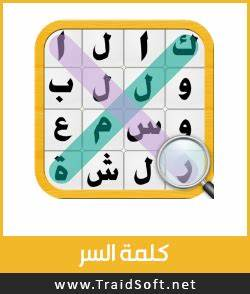 ك ا ل ا
و ل ل ب
و س م ع
ر ل ش ة
كلمة السر
www.TraidSoft.net